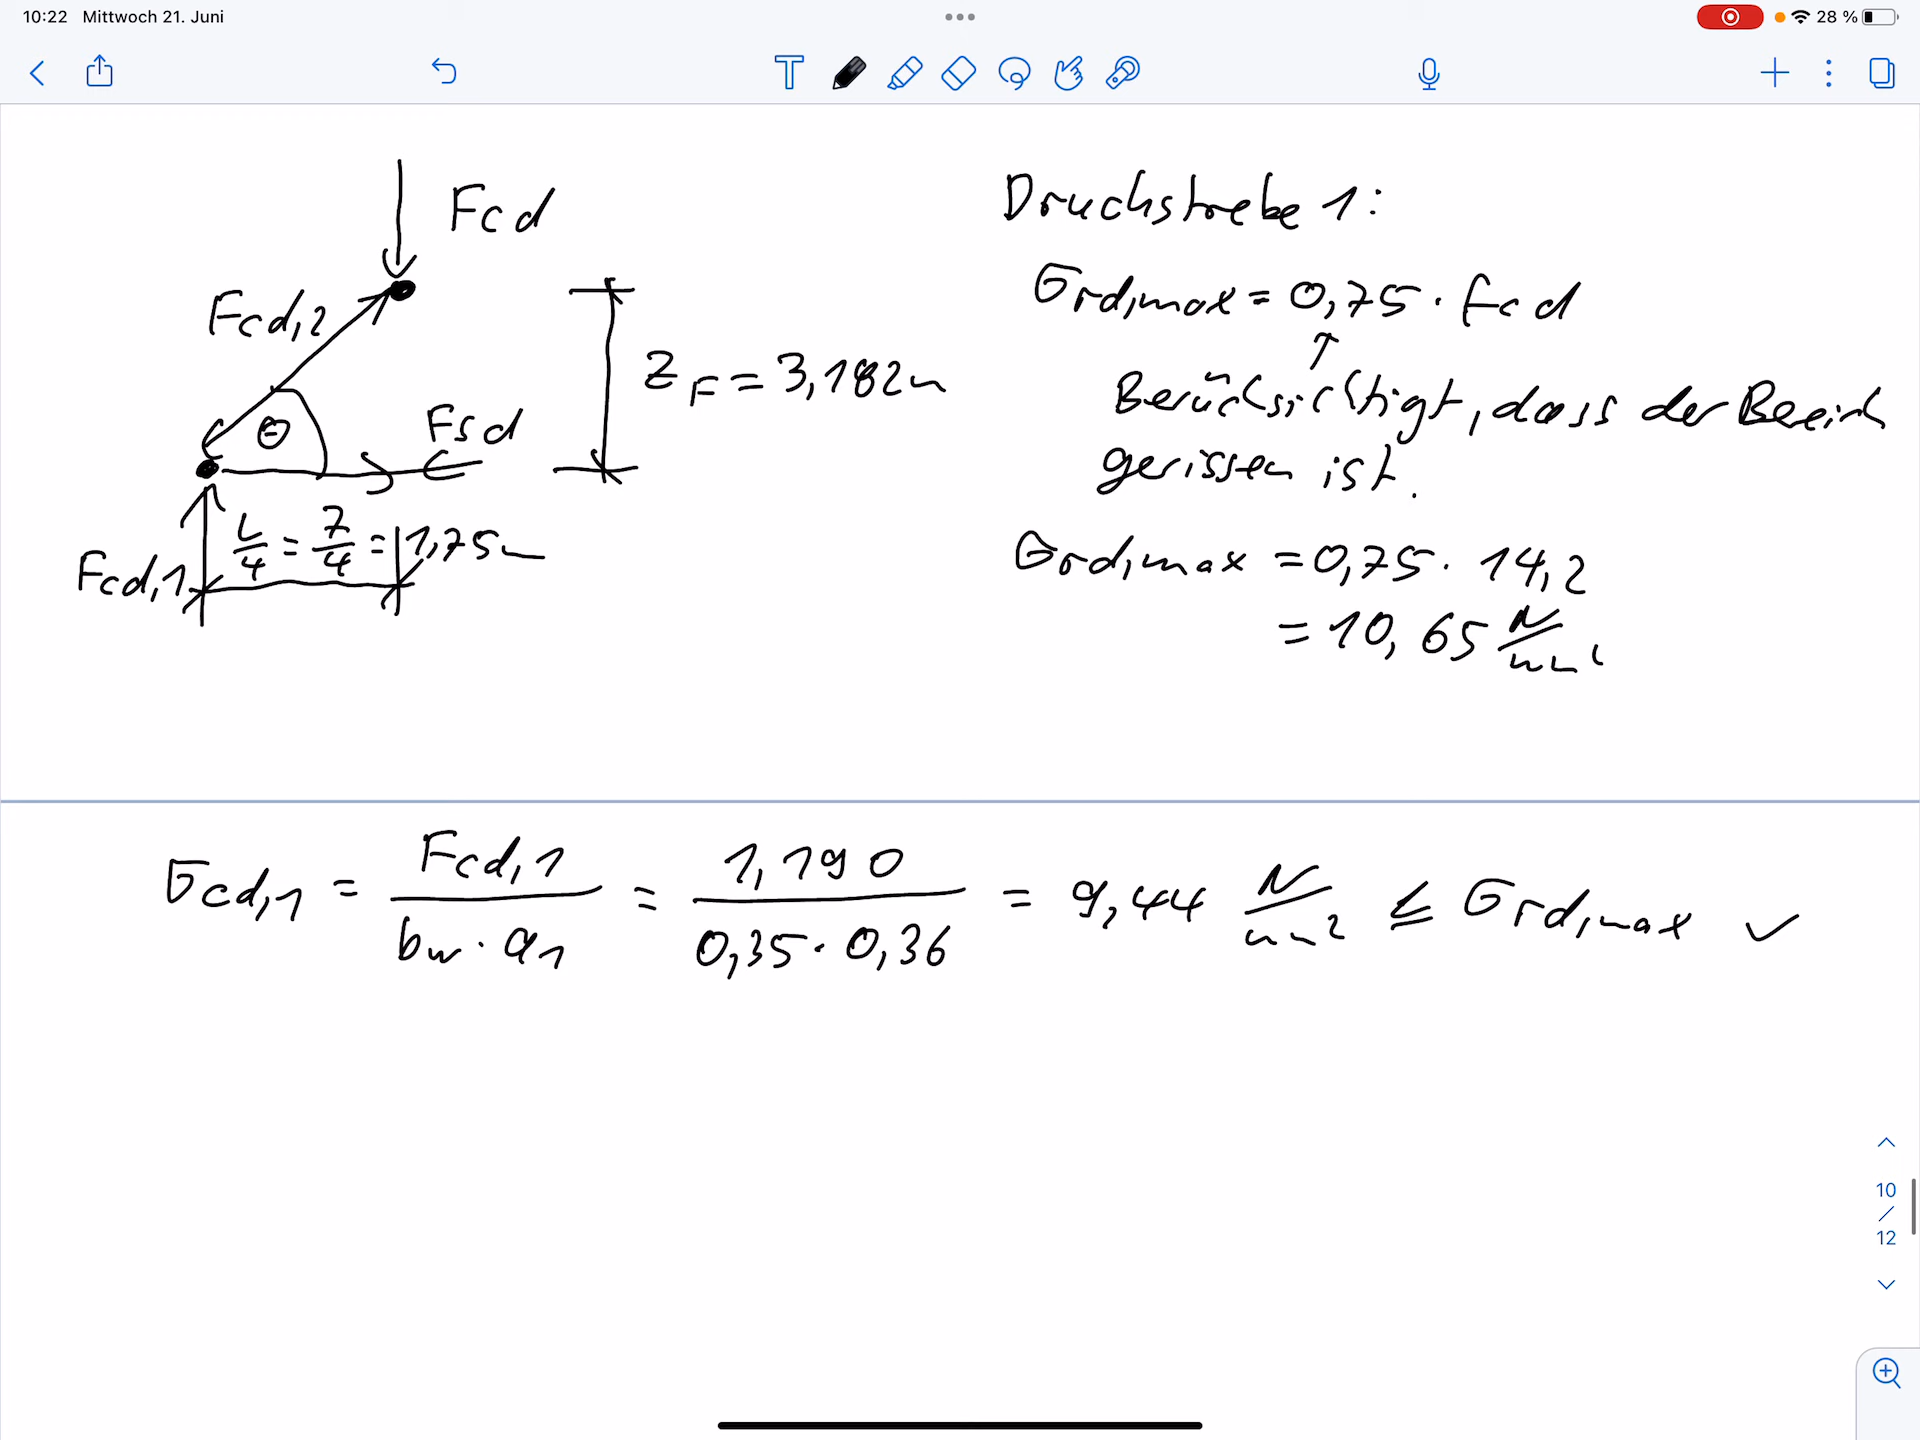 10:22 Mittwoch 21. Juni
28 %
T
Fcd
Fcd,2
Θ
Fsd
Fcd,1
L/4 = 7/4 = 1,75m
zF = 3,182m
Druckstrebe 1:
σrd,max = 0,75 · fcd
↑
Berücksichtigt, dass der Bereich
gerissen ist.
σrd,max = 0,75 · 14,2
= 10,65 N/mm²
σcd,1 = Fcd,1 / (bw · a1) = 1,190 / (0,35 · 0,36) = 9,44 N/mm² ≤ σrd,max ✓
10
/
12